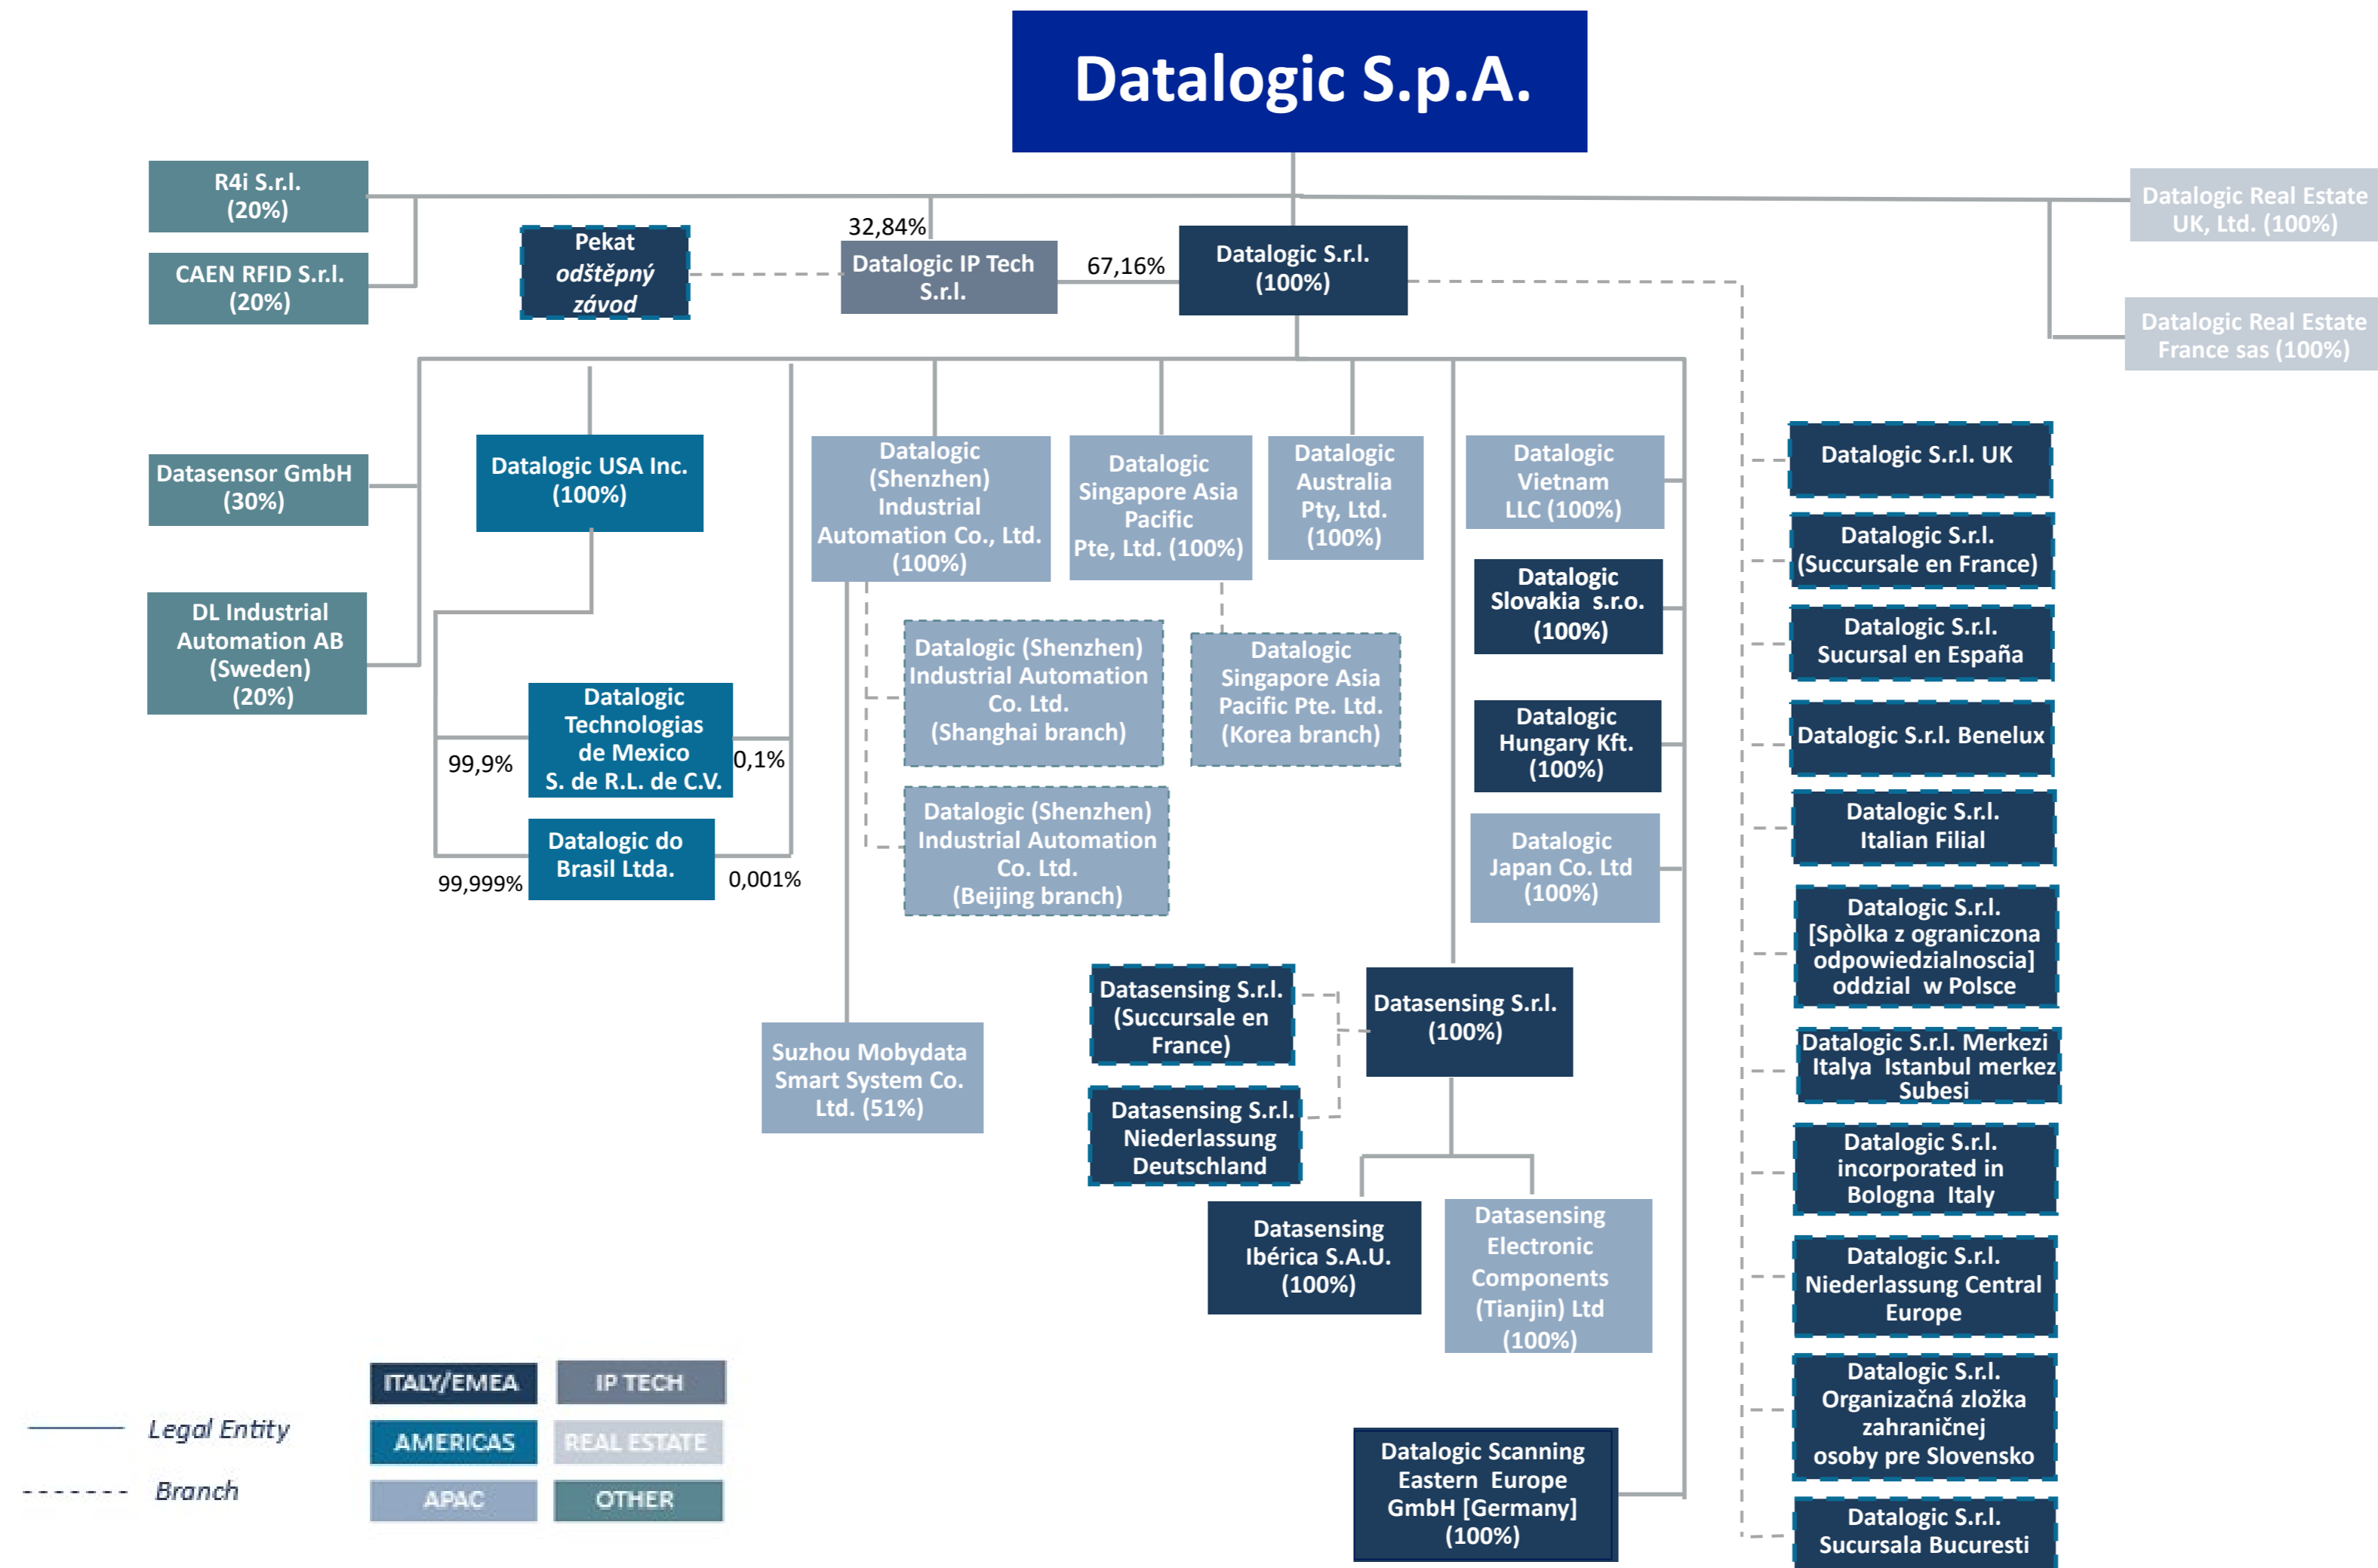 Datalogic S.p.A.
R4i S.r.l.
(20%)
CAEN RFID S.r.l.
(20%)
Pekat
odštěpný
závod
32,84%
Datalogic IP Tech
S.r.l.
67,16%
Datalogic S.r.l.
(100%)
Datalogic Real Estate
UK, Ltd. (100%)
Datalogic Real Estate
France sas (100%)
Datasensor GmbH
(30%)
DL Industrial
Automation AB
(Sweden)
(20%)
Datalogic USA Inc.
(100%)
Datalogic
Technologias
de Mexico
S. de R.L. de C.V.
99,9%
0,1%
Datalogic do
Brasil Ltda.
99,999%
0,001%
Datalogic
(Shenzhen)
Industrial
Automation Co., Ltd.
(100%)
Datalogic (Shenzhen)
Industrial Automation
Co. Ltd.
(Shanghai branch)
Datalogic (Shenzhen)
Industrial Automation
Co. Ltd.
(Beijing branch)
Suzhou Mobydata
Smart System Co.
Ltd. (51%)
Datalogic
Singapore Asia
Pacific
Pte, Ltd. (100%)
Datalogic
Singapore Asia
Pacific Pte. Ltd.
(Korea branch)
Datalogic
Australia
Pty, Ltd.
(100%)
Datalogic
Vietnam
LLC (100%)
Datalogic
Slovakia s.r.o.
(100%)
Datalogic
Hungary Kft.
(100%)
Datalogic
Japan Co. Ltd
(100%)
Datasensing S.r.l.
(Succursale en
France)
Datasensing S.r.l.
Niederlassung
Deutschland
Datasensing S.r.l.
(100%)
Datasensing
Ibérica S.A.U.
(100%)
Datasensing
Electronic
Components
(Tianjin) Ltd
(100%)
Datalogic Scanning
Eastern Europe
GmbH [Germany]
(100%)
Datalogic S.r.l. UK
Datalogic S.r.l.
(Succursale en France)
Datalogic S.r.l.
Sucursal en España
Datalogic S.r.l. Benelux
Datalogic S.r.l.
Italian Filial
Datalogic S.r.l.
[Spòlka z ograniczona
odpowiedzialnoscia]
oddzial w Polsce
Datalogic S.r.l. Merkezi
Italya Istanbul merkez
Subesi
Datalogic S.r.l.
incorporated in
Bologna Italy
Datalogic S.r.l.
Niederlassung Central
Europe
Datalogic S.r.l.
Organizačná zložka
zahraničnej
osoby pre Slovensko
Datalogic S.r.l.
Sucursala Bucuresti
Legal Entity
Branch
ITALY/EMEA
IP TECH
AMERICAS
REAL ESTATE
APAC
OTHER